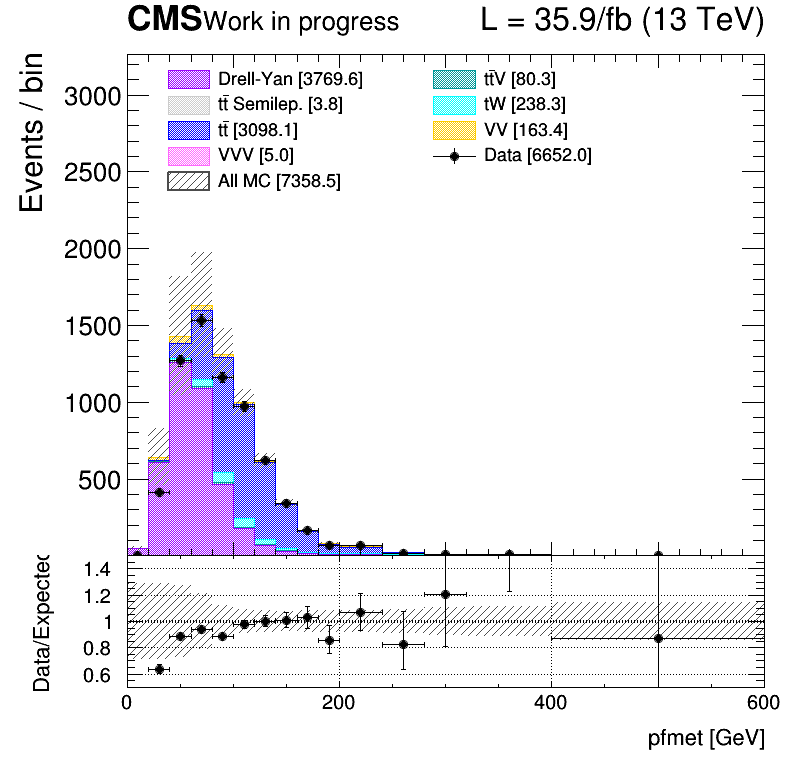 CMS Work in progress L = 35.9/fb (13 TeV)
Events / bin
3000
2500
2000
1500
1000
500
Drell-Yan [3769.6]
tt̄ Semilep. [3.8]
tt̄ [3098.1]
VVV [5.0]
All MC [7358.5]
tt̄V [80.3]
tW [238.3]
VV [163.4]
Data [6652.0]
Data/Expected
1.4
1.2
1
0.8
0.6
0 200 400 600
pfmet [GeV]